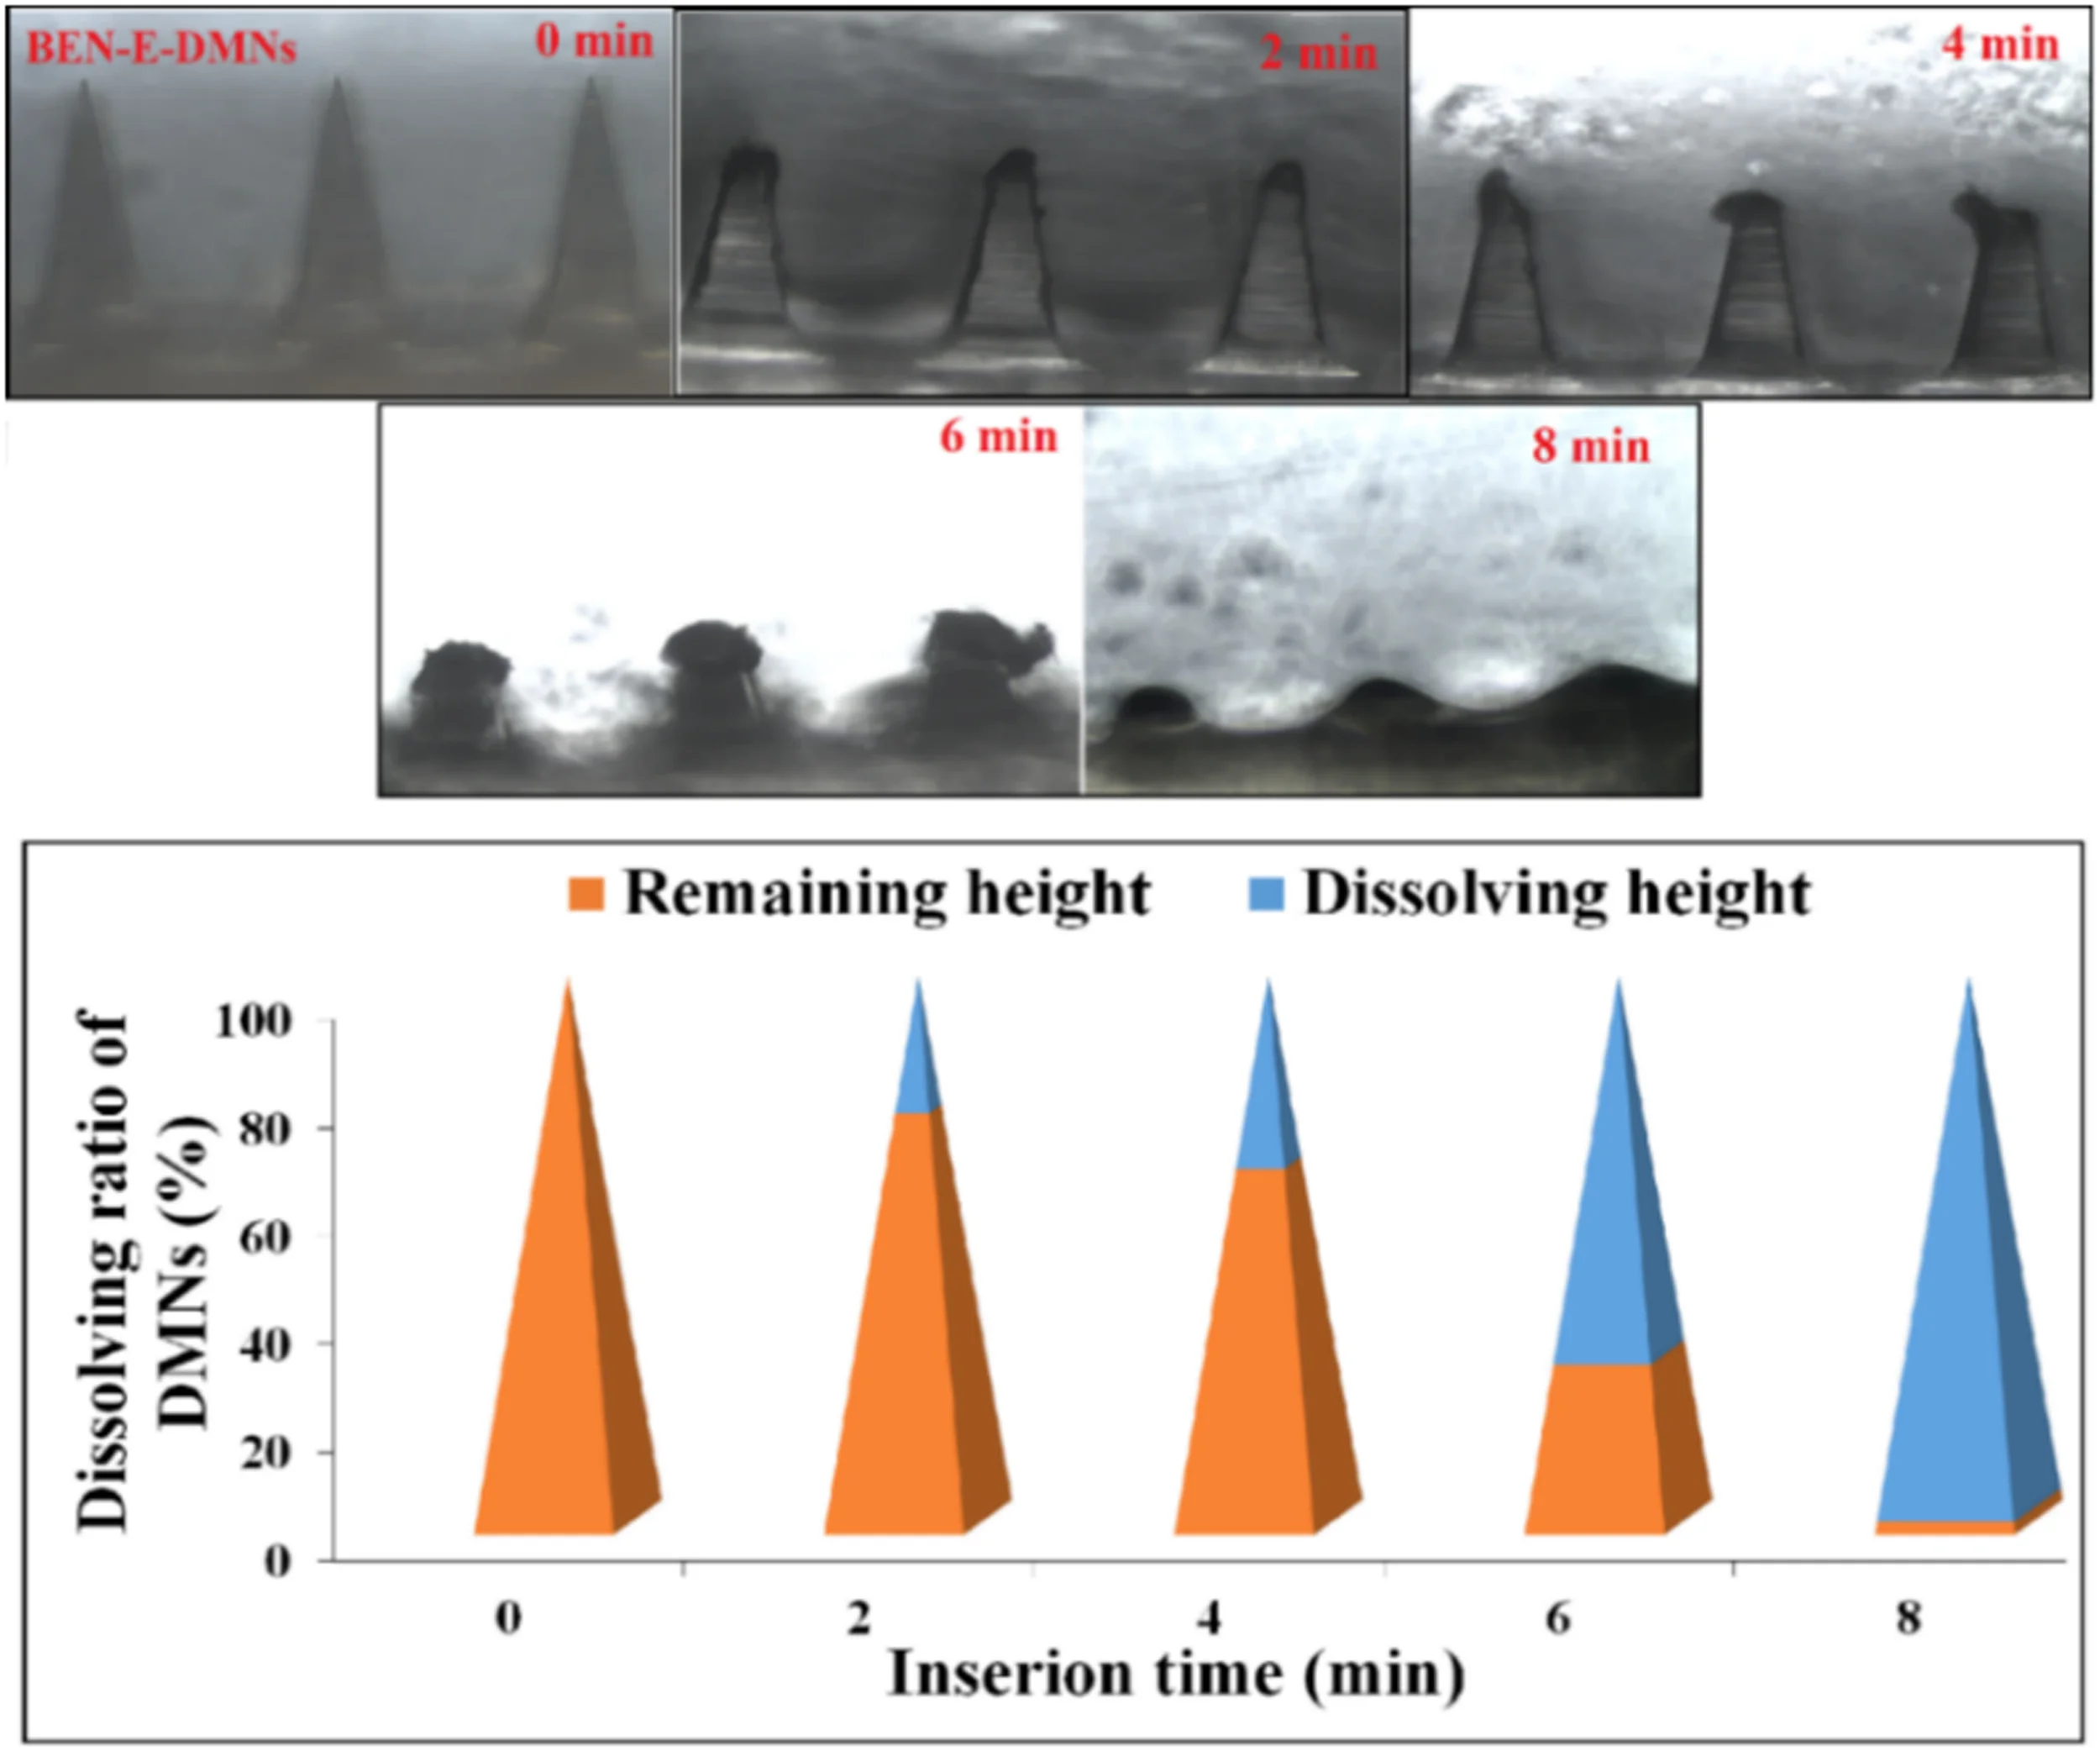 BEN-E-DMNs
0 min
2 min
4 min
6 min
8 min
Remaining height
Dissolving height
Dissolving ratio of
DMNs (%)
100
80
60
40
20
0
0
2
4
6
8
Inserion time (min)